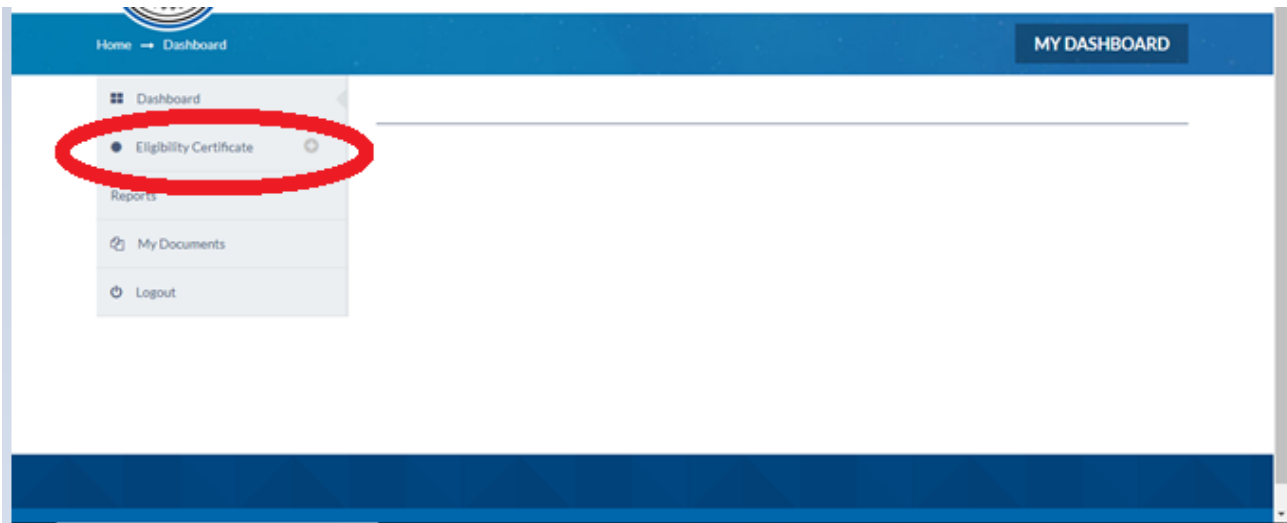 Home → Dashboard
MY DASHBOARD
Dashboard
Eligibility Certificate
Reports
My Documents
Logout